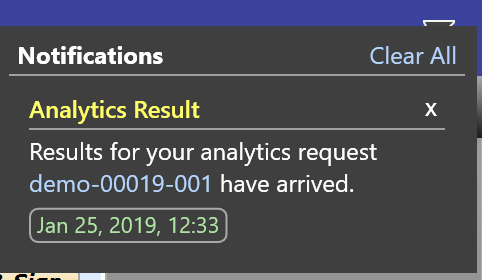 Notifications Clear All
Analytics Result x
Results for your analytics request
demo-00019-001 have arrived.
Jan 25, 2019, 12:33
Sign